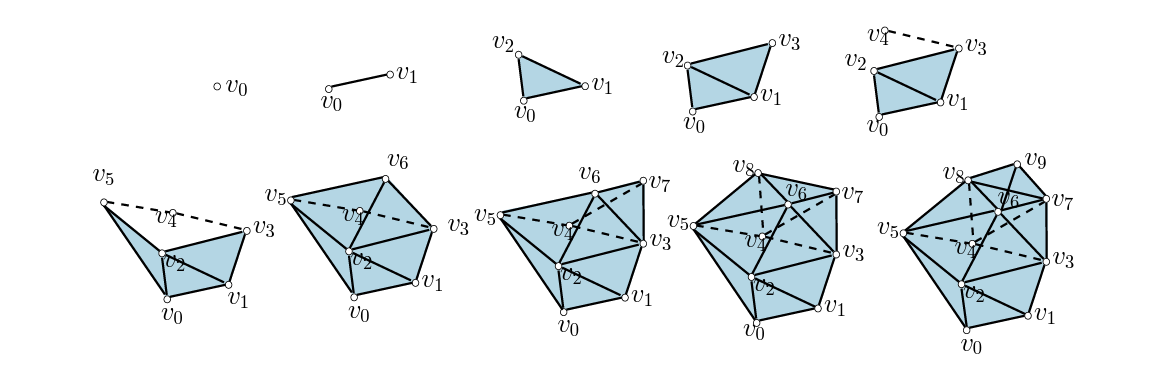 v₀
v₀ v₁
v₂ v₁ v₀
v₂ v₃ v₁ v₀
v₄ v₃ v₂ v₁ v₀
v₅ v₄ v₃ v₂ v₁ v₀
v₆ v₅ v₄ v₃ v₂ v₁ v₀
v₆ v₇ v₅ v₄ v₃ v₂ v₁ v₀
v₈ v₆ v₇ v₅ v₄ v₃ v₂ v₁ v₀
v₉ v₈ v₆ v₇ v₅ v₄ v₃ v₂ v₁ v₀